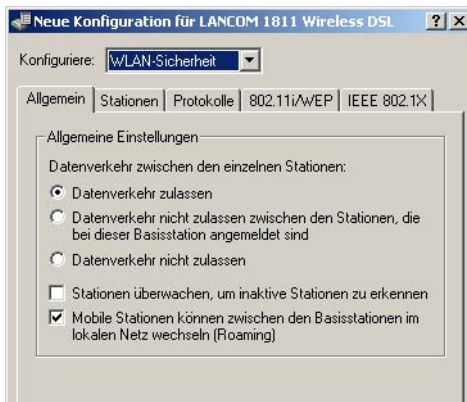 Neue Konfiguration für LANCOM 1811 Wireless DSL
Konfiguriere: WLAN-Sicherheit
Allgemein Stationen Protokolle 802.11i/WEP IEEE 802.1X
Allgemeine Einstellungen
Datenverkehr zwischen den einzelnen Stationen:
Datenverkehr zulassen
Datenverkehr nicht zulassen zwischen den Stationen, die
bei dieser Basisstation angemeldet sind
Datenverkehr nicht zulassen
Stationen überwachen, um inaktive Stationen zu erkennen
Mobile Stationen können zwischen den Basisstationen im
lokalen Netz wechseln (Roaming)